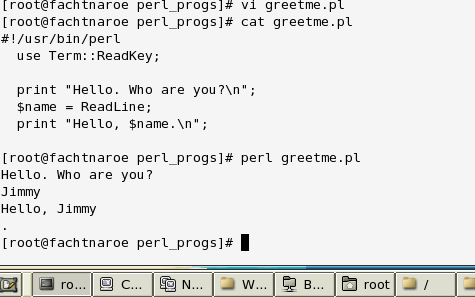 [root@fachtnaroe perl_progs]# vi greetme.pl
[root@fachtnaroe perl_progs]# cat greetme.pl
#!/usr/bin/perl
  use Term::ReadKey;

  print "Hello. Who are you?\n";
  $name = ReadLine;
  print "Hello, $name.\n";

[root@fachtnaroe perl_progs]# perl greetme.pl
Hello. Who are you?
Jimmy
Hello, Jimmy
.
[root@fachtnaroe perl_progs]#
ro... C... N... W... B... root /